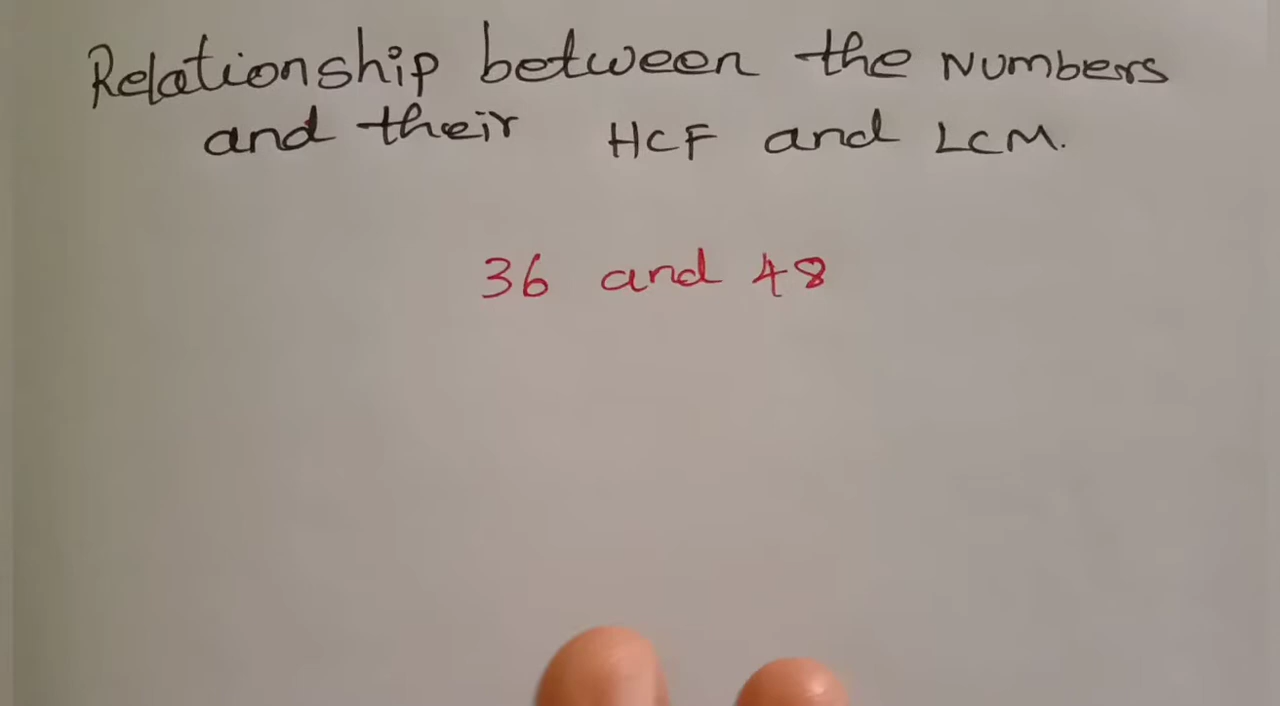 Relationship between the Numbers
and their HCF and LCM.
36 and 48